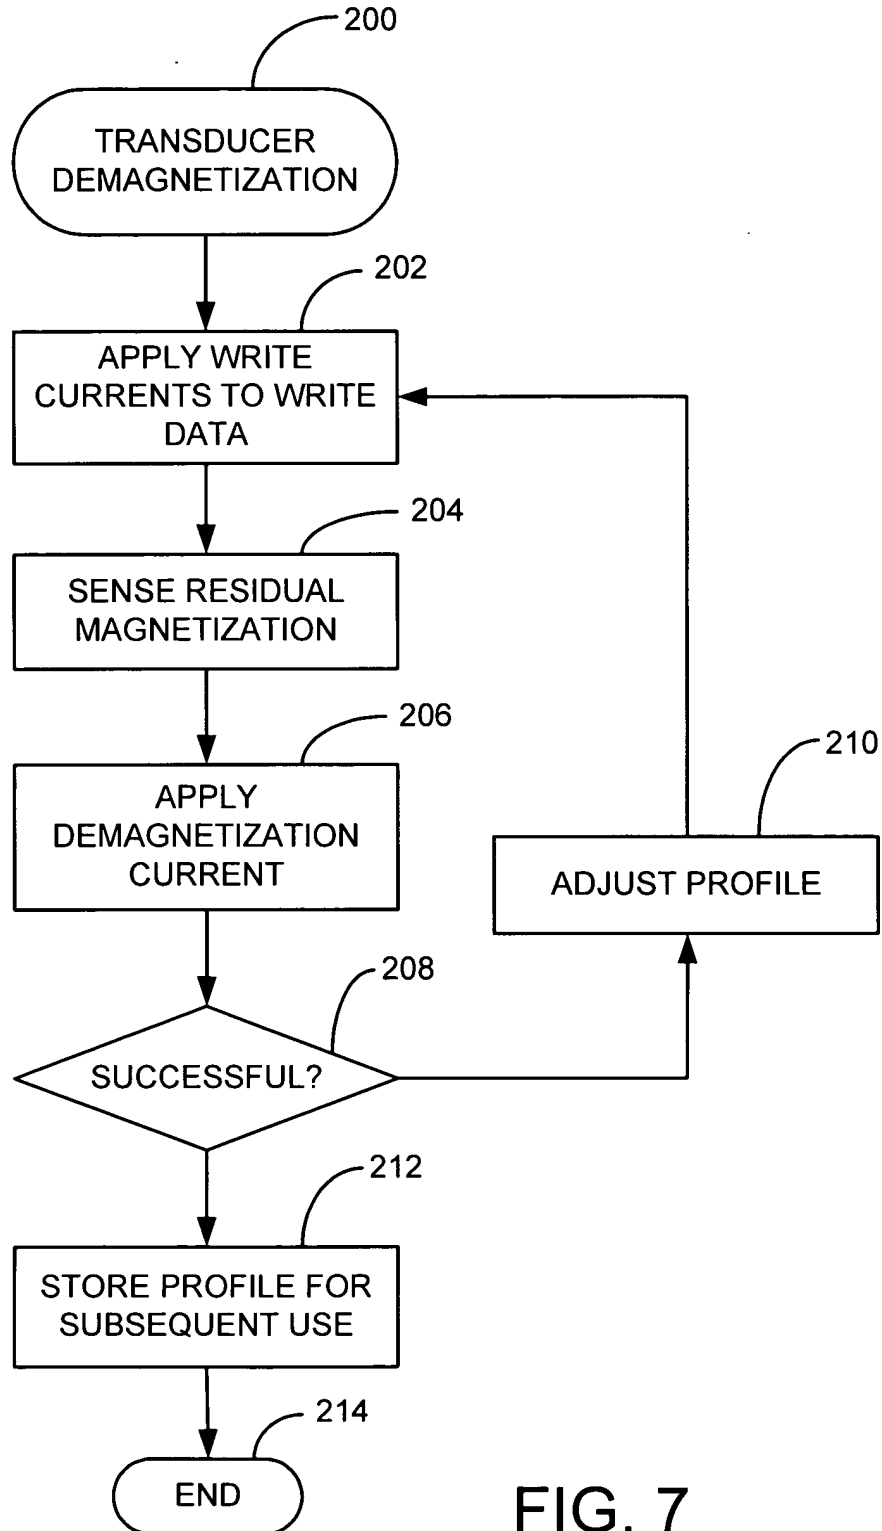 200
TRANSDUCER
DEMAGNETIZATION
202
APPLY WRITE
CURRENTS TO WRITE
DATA
204
SENSE RESIDUAL
MAGNETIZATION
206
APPLY
DEMAGNETIZATION
CURRENT
210
ADJUST PROFILE
208
SUCCESSFUL?
212
STORE PROFILE FOR
SUBSEQUENT USE
214
END
FIG. 7